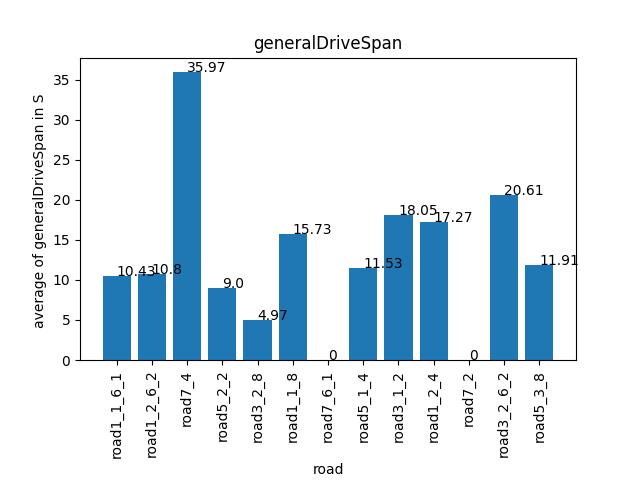 generalDriveSpan
average of generalDriveSpan in S
35
30
25
20
15
10
5
0
10.43
10.8
35.97
9.0
4.97
15.73
0
11.53
18.05
17.27
0
20.61
11.91
road1_1_6_1
road1_2_6_2
road7_4
road5_2_2
road3_2_8
road1_1_8
road7_6_1
road5_1_4
road3_1_2
road1_2_4
road7_2
road3_2_6_2
road5_3_8
road